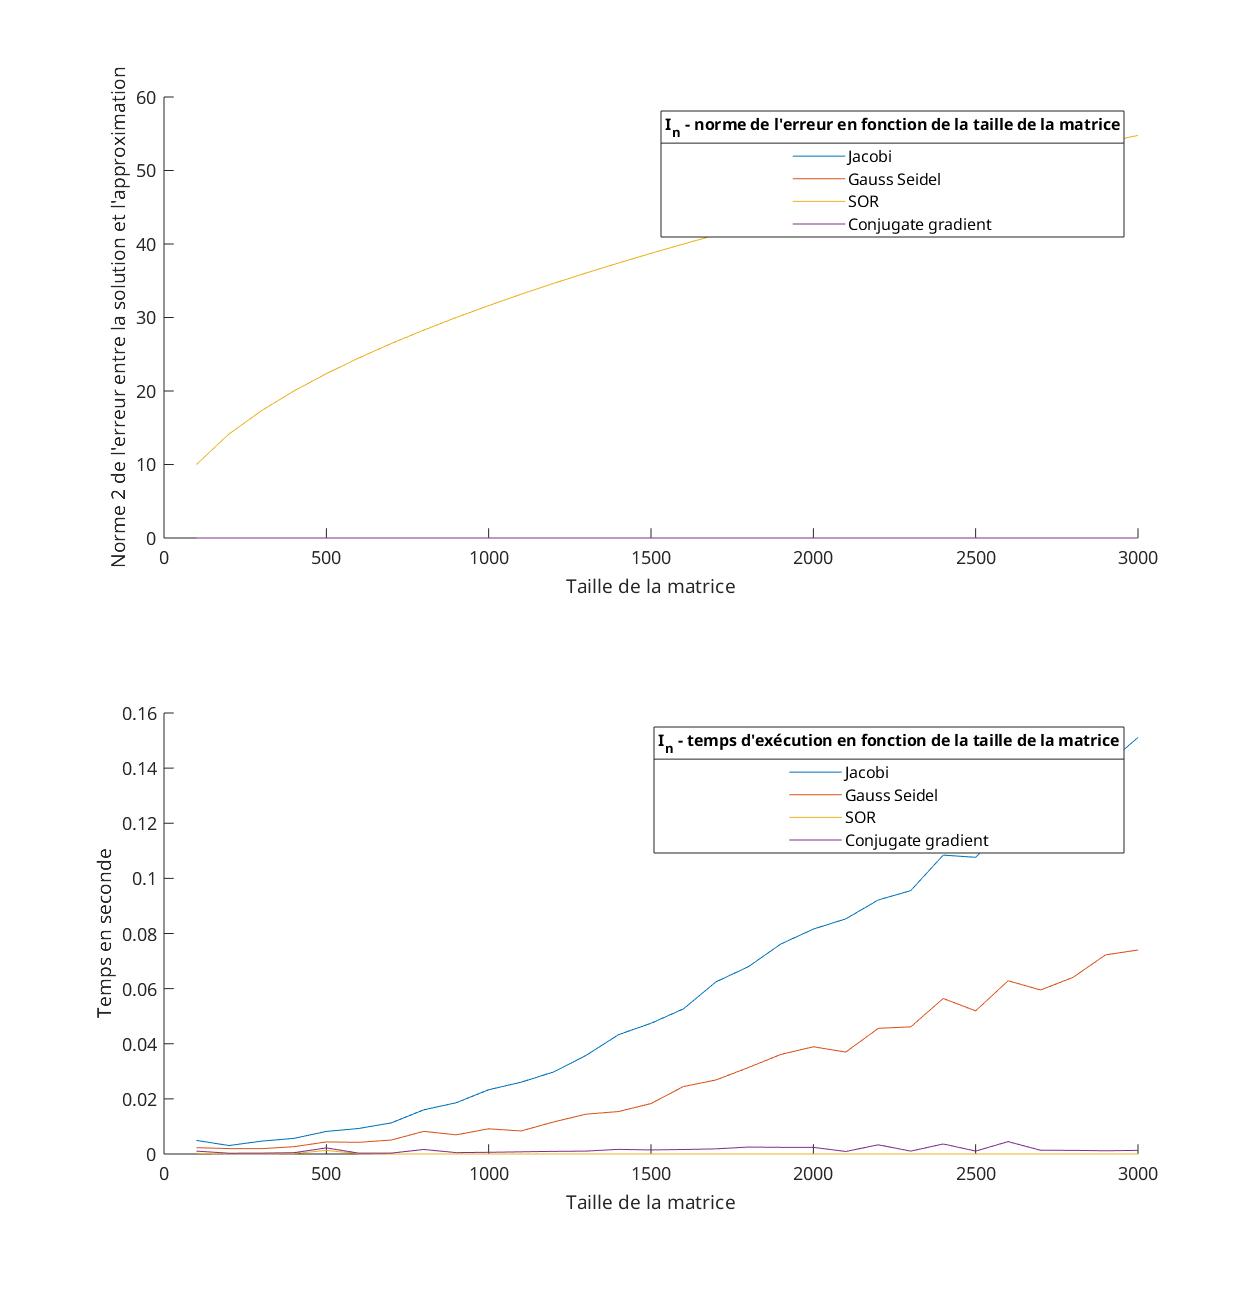 Norme 2 de l'erreur entre la solution et l'approximation
60
50
40
30
20
10
0
I_n - norme de l'erreur en fonction de la taille de la matrice
Jacobi
Gauss Seidel
SOR
Conjugate gradient
0 500 1000 1500 2000 2500 3000
Taille de la matrice
Temps en seconde
0.16
0.14
0.12
0.1
0.08
0.06
0.04
0.02
0
I_n - temps d'exécution en fonction de la taille de la matrice
Jacobi
Gauss Seidel
SOR
Conjugate gradient
0 500 1000 1500 2000 2500 3000
Taille de la matrice